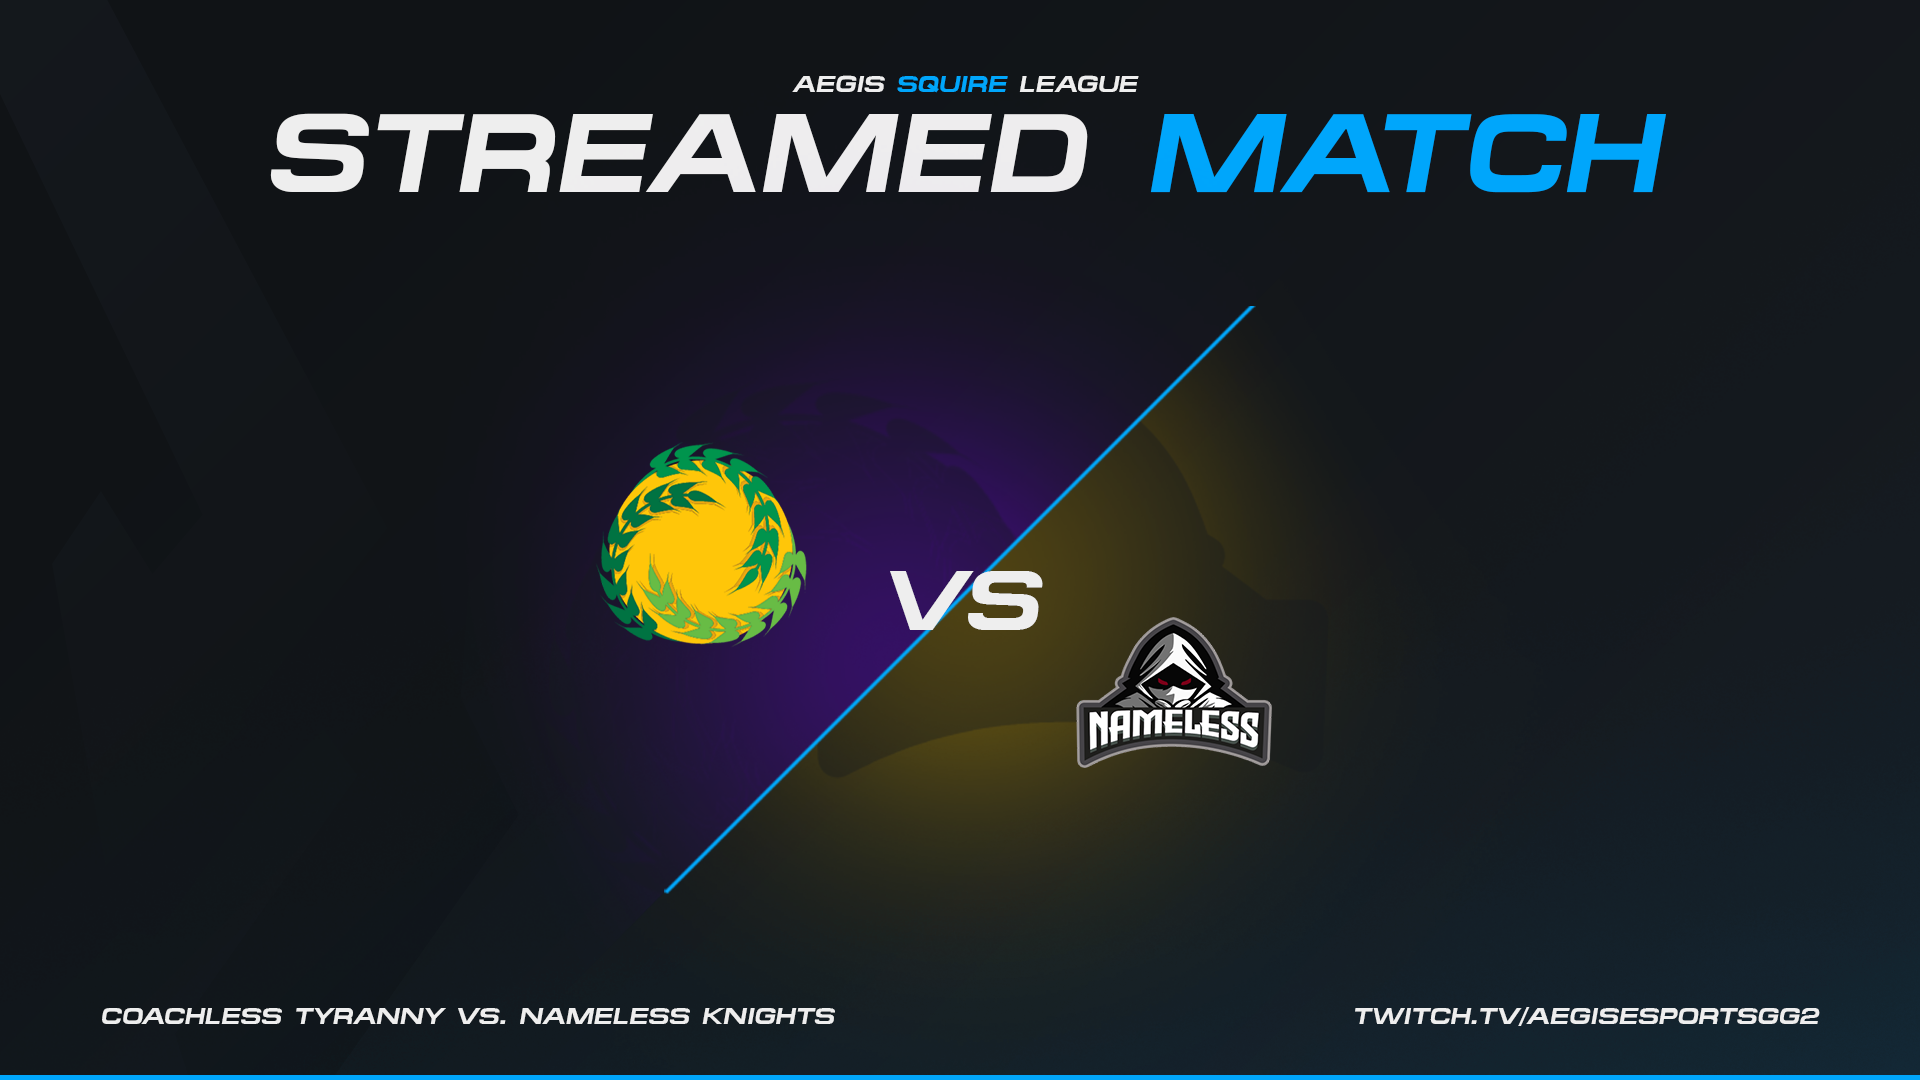 AEGIS SQUIRE LEAGUE
STREAMED MATCH
VS
NAMELESS
COACHLESS TYRANNY VS. NAMELESS KNIGHTS
TWITCH.TV/AEGISESPORTSGG2